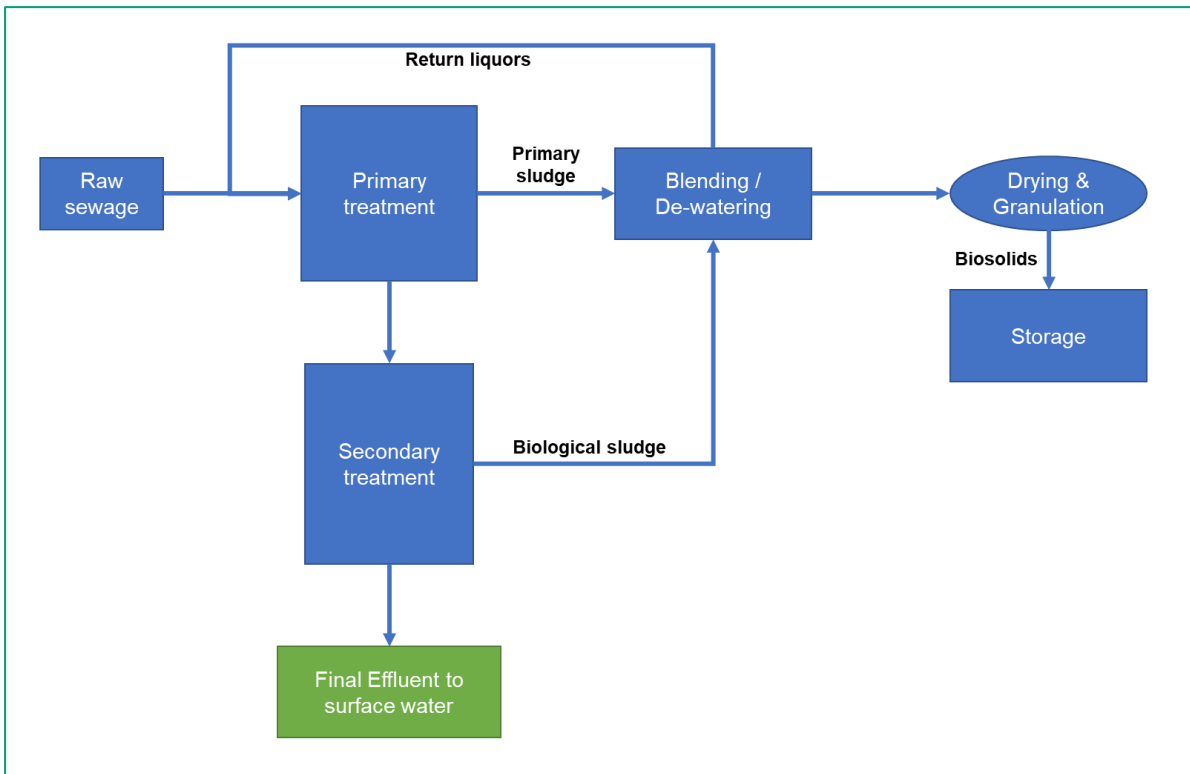 Return liquors
Raw
sewage
Primary
treatment
Primary
sludge
Blending /
De-watering
Drying &
Granulation
Biosolids
Storage
Secondary
treatment
Biological sludge
Final Effluent to
surface water